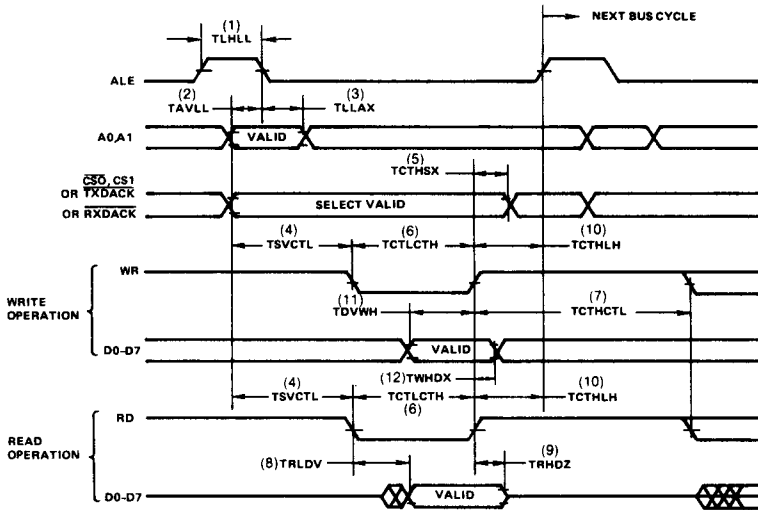 NEXT BUS CYCLE
(1)
TLHLL
ALE
(2)
TAVLL
(3)
TLLAX
A0,A1
VALID
(5)
TCTHSX
CSO, CS1
OR TXDACK
OR RXDACK
SELECT VALID
(4)
TSVCTL
(6)
TCTLCTH
(10)
TCTHLH
WR
WRITE
OPERATION
(11)
TDVWH
(7)
TCTHCTL
D0-D7
VALID
(12)TWHDX
(4)
TSVCTL
TCTLCTH
(6)
(10)
TCTHLH
RD
READ
OPERATION
(8)TRLDV
(9)
TRHDZ
D0-D7
VALID